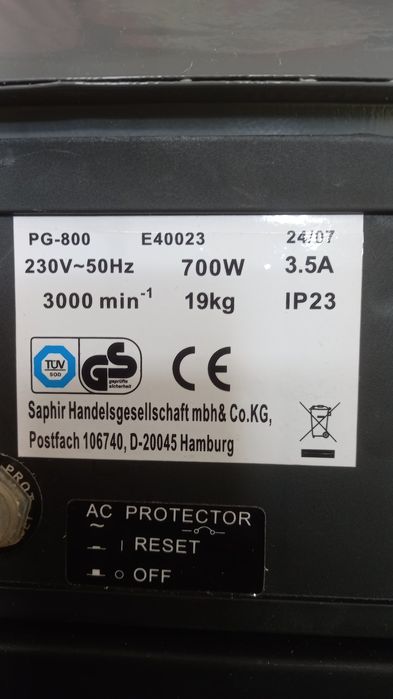 PG-800 E40023 24/07
230V~50Hz 700W 3.5A
3000 min-1 19kg IP23
TÜV
SÜD
GS
geprüfte
sicherheit
CE
Saphir Handelsgesellschaft mbh& Co.KG,
Postfach 106740, D-20045 Hamburg
AC PROTECTOR
~
| RESET
○ OFF